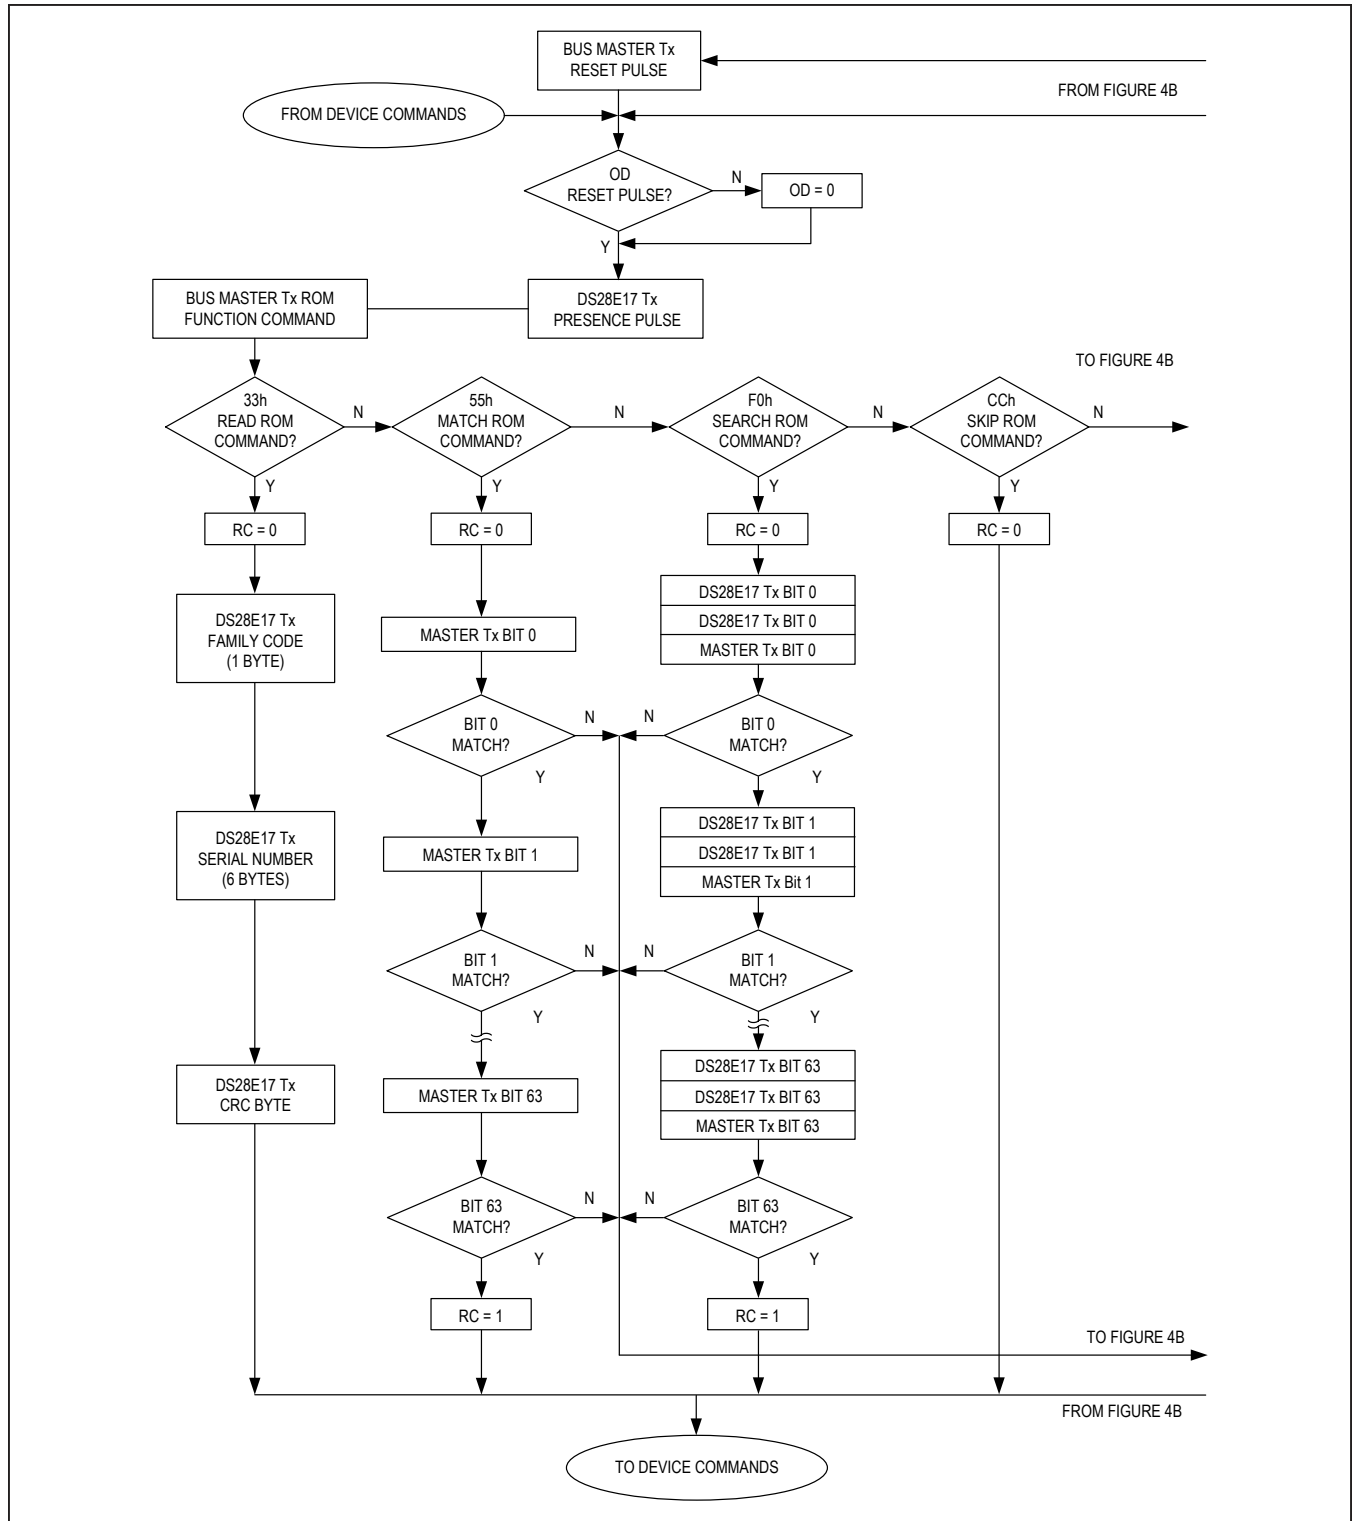 BUS MASTER Tx
RESET PULSE
FROM FIGURE 4B
FROM DEVICE COMMANDS
OD
RESET PULSE?
N
OD = 0
Y
BUS MASTER Tx ROM
FUNCTION COMMAND
DS28E17 Tx
PRESENCE PULSE
TO FIGURE 4B
33h
READ ROM
COMMAND?
N
55h
MATCH ROM
COMMAND?
N
F0h
SEARCH ROM
COMMAND?
N
CCh
SKIP ROM
COMMAND?
N
Y
Y
Y
Y
RC = 0
RC = 0
RC = 0
RC = 0
DS28E17 Tx
FAMILY CODE
(1 BYTE)
MASTER Tx BIT 0
DS28E17 Tx BIT 0
DS28E17 Tx BIT 0
MASTER Tx BIT 0
BIT 0
MATCH?
N
N
BIT 0
MATCH?
Y
Y
DS28E17 Tx
SERIAL NUMBER
(6 BYTES)
MASTER Tx BIT 1
DS28E17 Tx BIT 1
DS28E17 Tx BIT 1
MASTER Tx Bit 1
BIT 1
MATCH?
N
N
BIT 1
MATCH?
Y
Y
DS28E17 Tx
CRC BYTE
MASTER Tx BIT 63
DS28E17 Tx BIT 63
DS28E17 Tx BIT 63
MASTER Tx BIT 63
BIT 63
MATCH?
N
N
BIT 63
MATCH?
Y
Y
RC = 1
RC = 1
TO FIGURE 4B
FROM FIGURE 4B
TO DEVICE COMMANDS